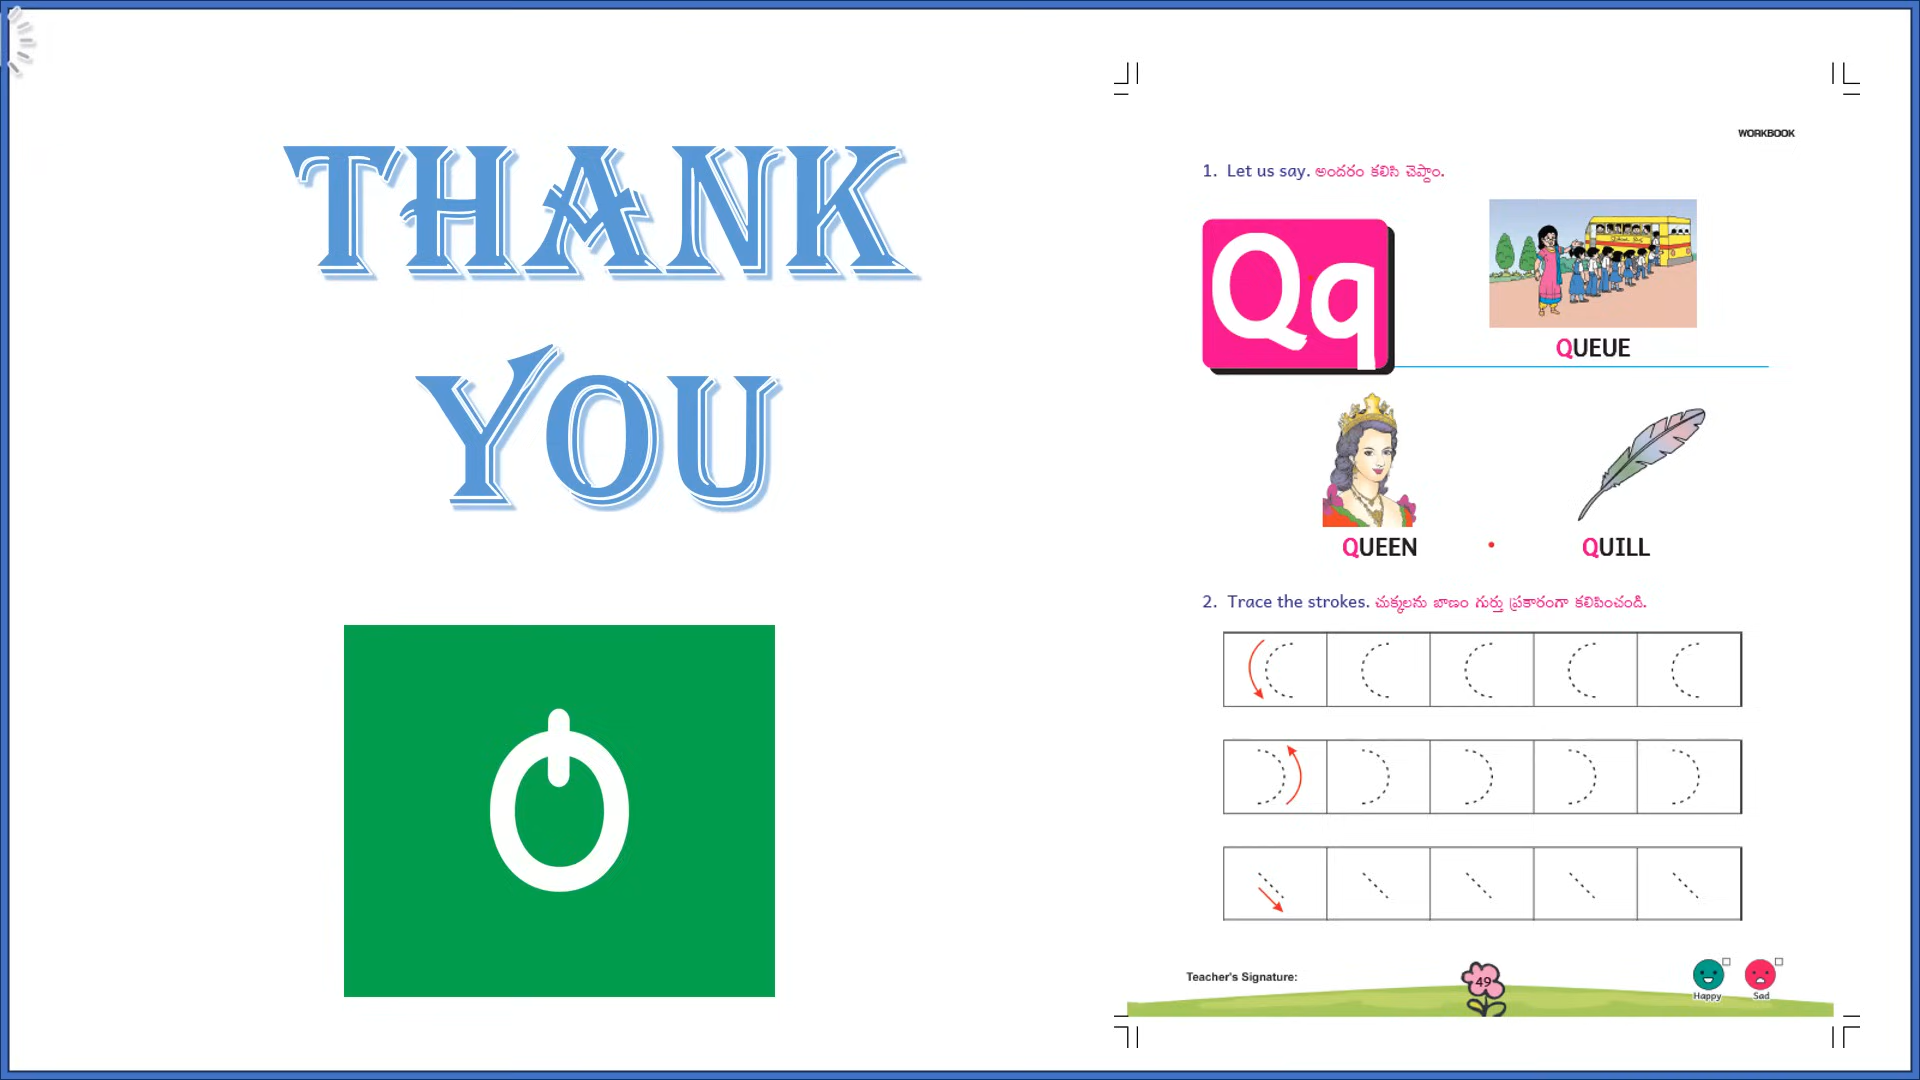 THANK
YOU
WORKBOOK
1. Let us say. అందరం కలిసి చెప్దాం.
Qq
QUEUE
QUEEN
QUILL
2. Trace the strokes. చుక్కలను బాణం గుర్తు ప్రకారంగా కలిపించండి.
Teacher's Signature:
49
Happy
Sad